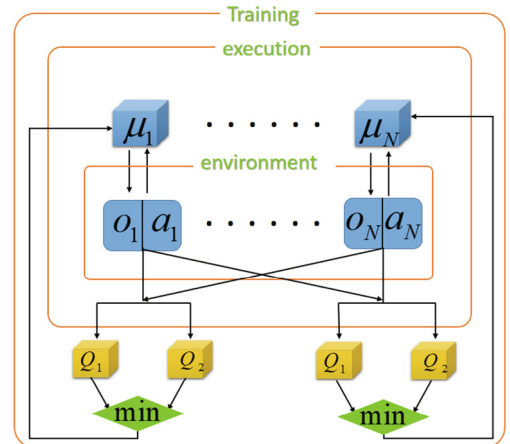 Training
execution
μ1 . . . . . . μN
environment
o1 a1 . . . . . . oN aN
Q1 Q2 Q1 Q2
min min